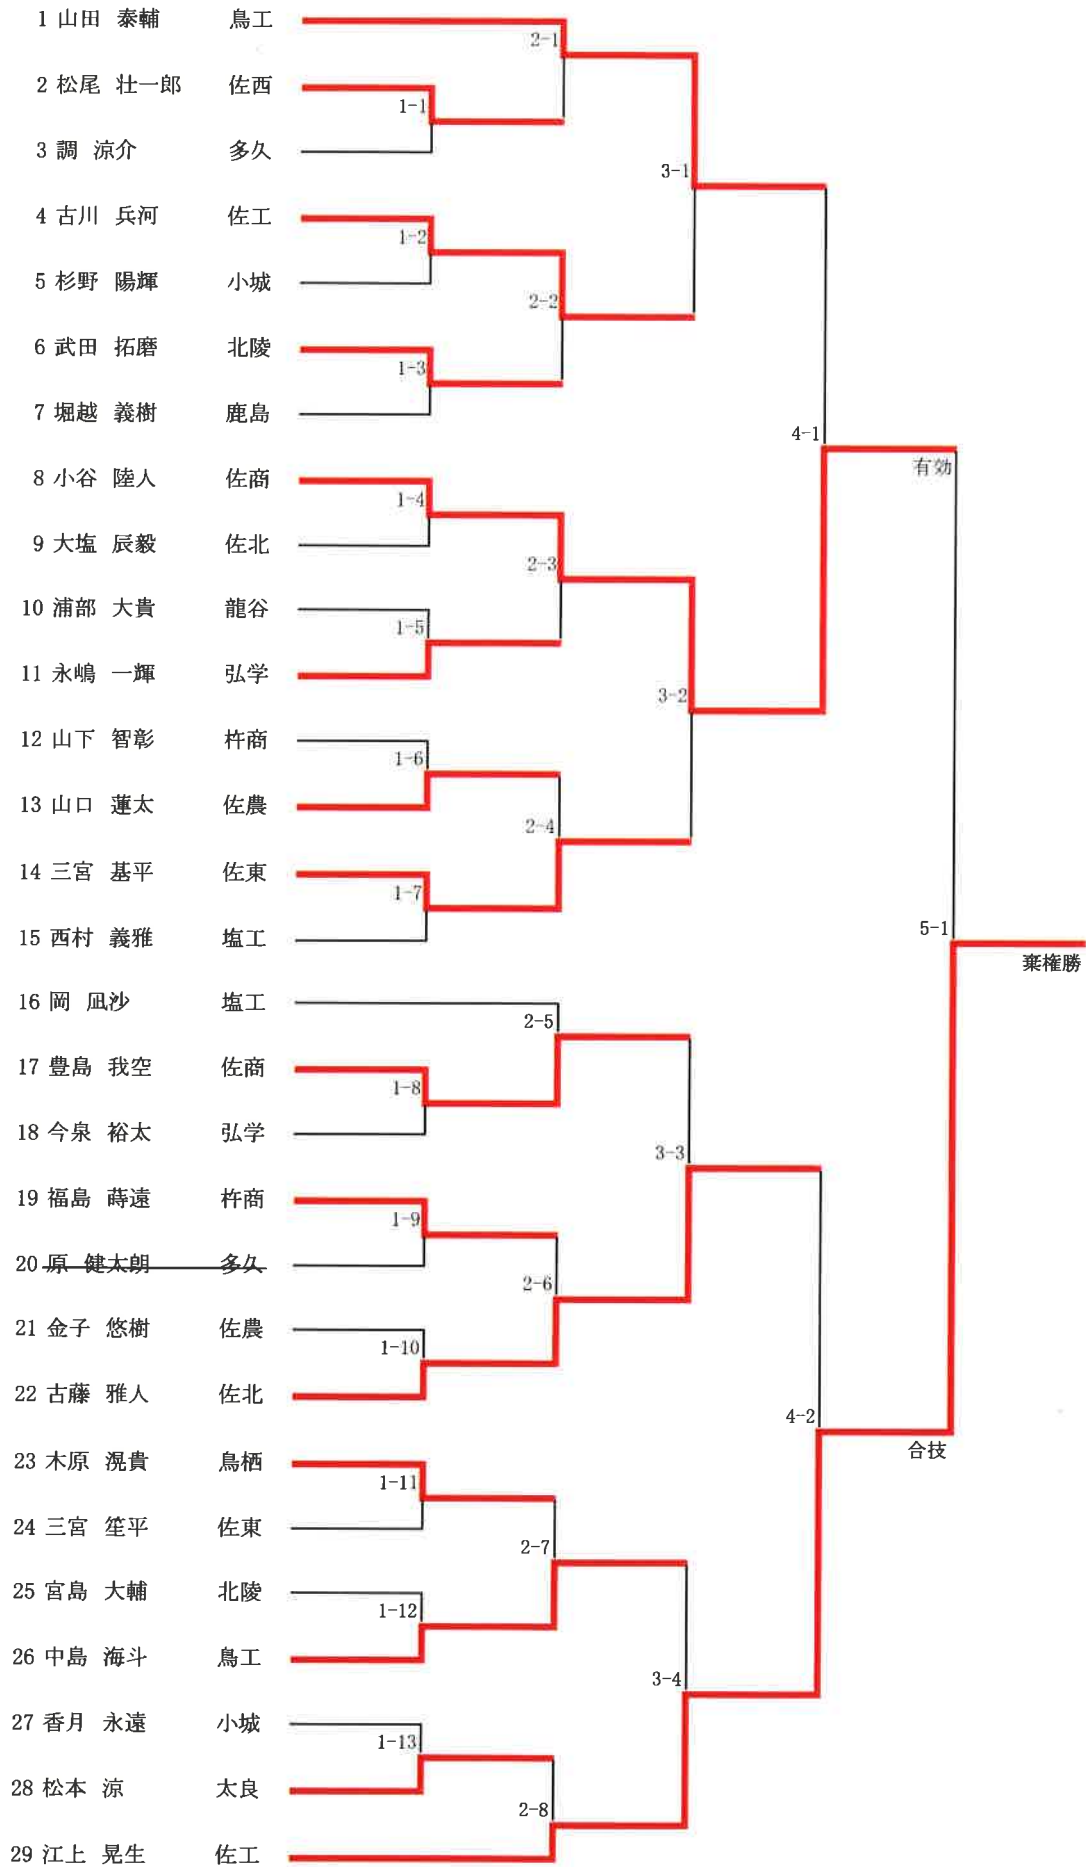 1 山田 泰輔 鳥工
2-1
2 松尾 壮一郎 佐西
1-1
3 調 涼介 多久
3-1
4 古川 兵河 佐工
1-2
5 杉野 陽輝 小城
2-2
6 武田 拓磨 北陵
1-3
7 堀越 義樹 鹿島
4-1
有効
8 小谷 陸人 佐商
1-4
9 大塩 辰毅 佐北
2-3
10 浦部 大貴 龍谷
1-5
11 永嶋 一輝 弘学
3-2
12 山下 智彰 杵商
1-6
13 山口 蓮太 佐農
2-4
14 三宮 基平 佐東
1-7
15 西村 義雅 塩工
5-1
棄権勝
16 岡 凪沙 塩工
2-5
17 豊島 我空 佐商
1-8
18 今泉 裕太 弘学
3-3
19 福島 蒔遠 杵商
1-9
20 原 健太朗 多久
2-6
21 金子 悠樹 佐農
1-10
22 古藤 雅人 佐北
4-2
合技
23 木原 滉貴 鳥栖
1-11
24 三宮 笙平 佐東
2-7
25 宮島 大輔 北陵
1-12
26 中島 海斗 鳥工
3-4
27 香月 永遠 小城
1-13
28 松本 涼 太良
2-8
29 江上 晃生 佐工